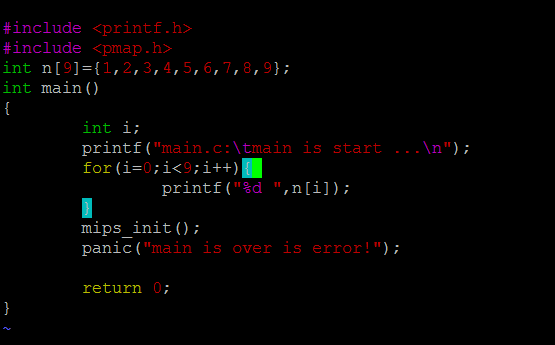 #include <printf.h>
#include <pmap.h>
int n[9]={1,2,3,4,5,6,7,8,9};
int main()
{
        int i;
        printf("main.c:\tmain is start ...\n");
        for(i=0;i<9;i++){
                printf("%d ",n[i]);
        }
        mips_init();
        panic("main is over is error!");

        return 0;
}
~